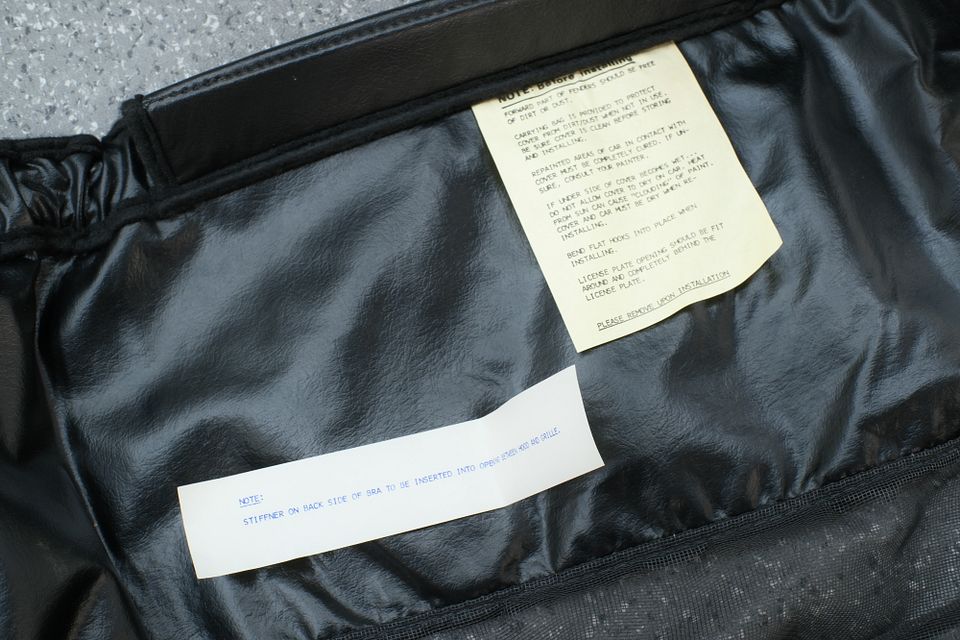 NOTE: Before Installing
FORWARD PART OF FENDERS SHOULD BE FREE
OF DIRT OR DUST.
CARRYING BAG IS PROVIDED TO PROTECT
COVER FROM DIRT/DUST WHEN NOT IN USE.
BE SURE COVER IS CLEAN BEFORE STORING
AND INSTALLING.
REPAINTED AREAS OF CAR IN CONTACT WITH
COVER MUST BE COMPLETELY CURED. IF UN-
SURE, CONSULT YOUR PAINTER.
IF UNDER SIDE OF COVER BECOMES WET...
DO NOT ALLOW COVER TO DRY ON CAR. HEAT
FROM SUN CAN CAUSE "CLOUDING" OF PAINT.
COVER AND CAR MUST BE DRY WHEN RE-
INSTALLING.
BEND FLAT HOOKS INTO PLACE WHEN
INSTALLING.
LICENSE PLATE OPENING SHOULD BE FIT
AROUND AND COMPLETELY BEHIND THE
LICENSE PLATE.
PLEASE REMOVE UPON INSTALLATION
NOTE:
STIFFNER ON BACK SIDE OF BRA TO BE INSERTED INTO OPENING BETWEEN HOOD AND GRILLE.